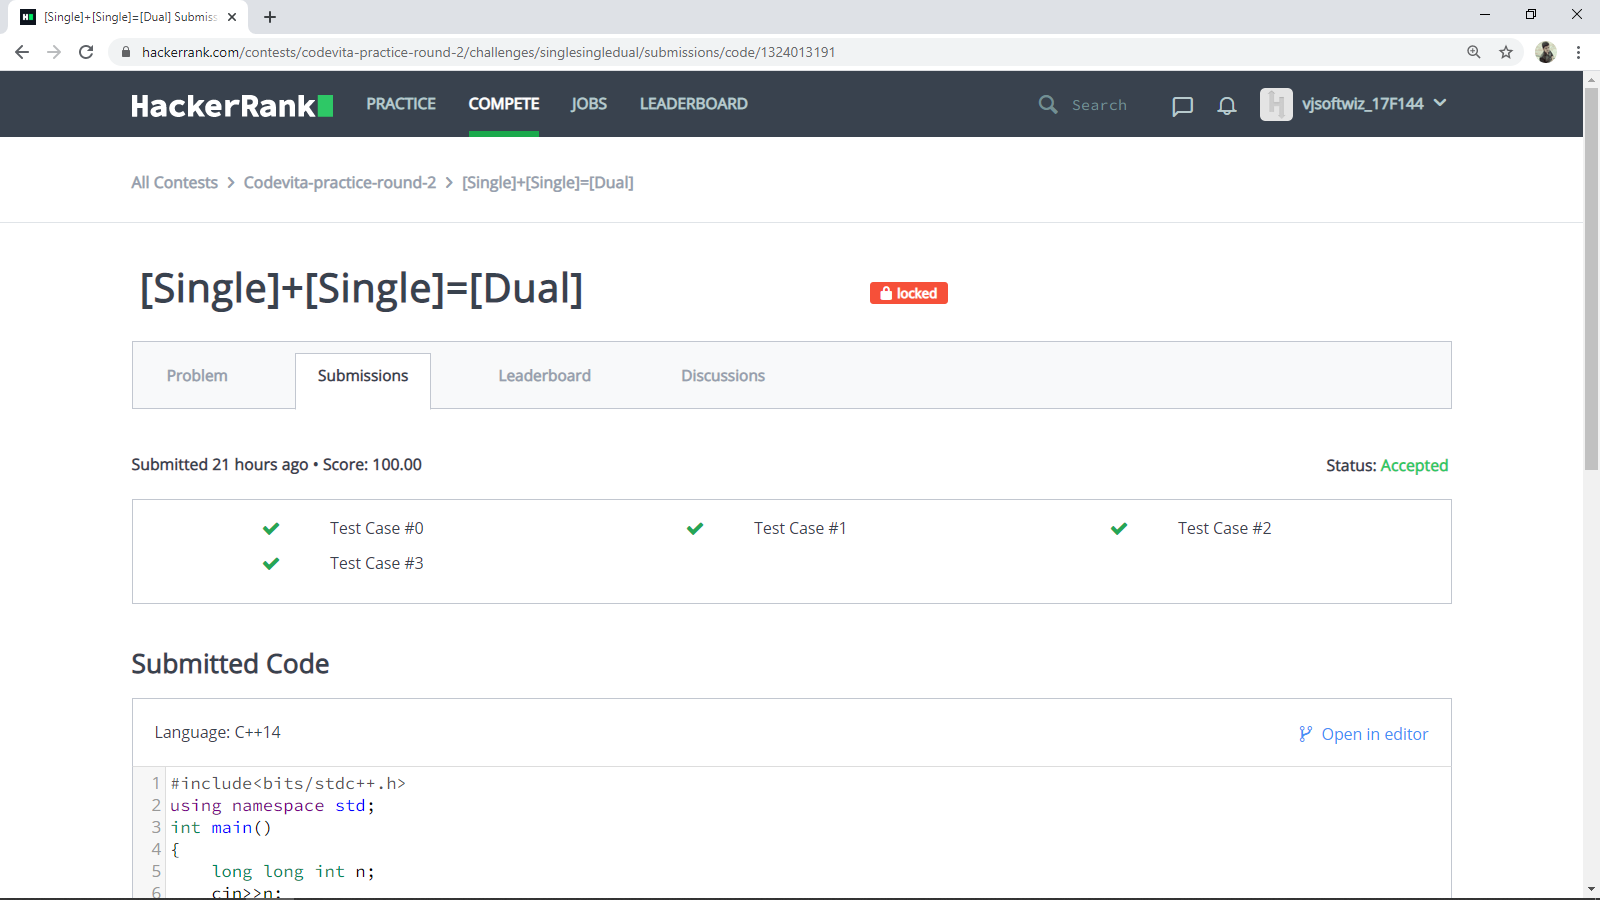 [Single]+[Single]=[Dual] Submiss
hackerrank.com/contests/codevita-practice-round-2/challenges/singlesingledual/submissions/code/1324013191
HackerRank PRACTICE COMPETE JOBS LEADERBOARD Search vjsoftwiz_17F144
All Contests > Codevita-practice-round-2 > [Single]+[Single]=[Dual]
[Single]+[Single]=[Dual] locked
Problem Submissions Leaderboard Discussions
Submitted 21 hours ago • Score: 100.00 Status: Accepted
Test Case #0 Test Case #1 Test Case #2
Test Case #3
Submitted Code
Language: C++14 Open in editor
1 #include<bits/stdc++.h>
2 using namespace std;
3 int main()
4 {
5 long long int n;
6 cin>>n;